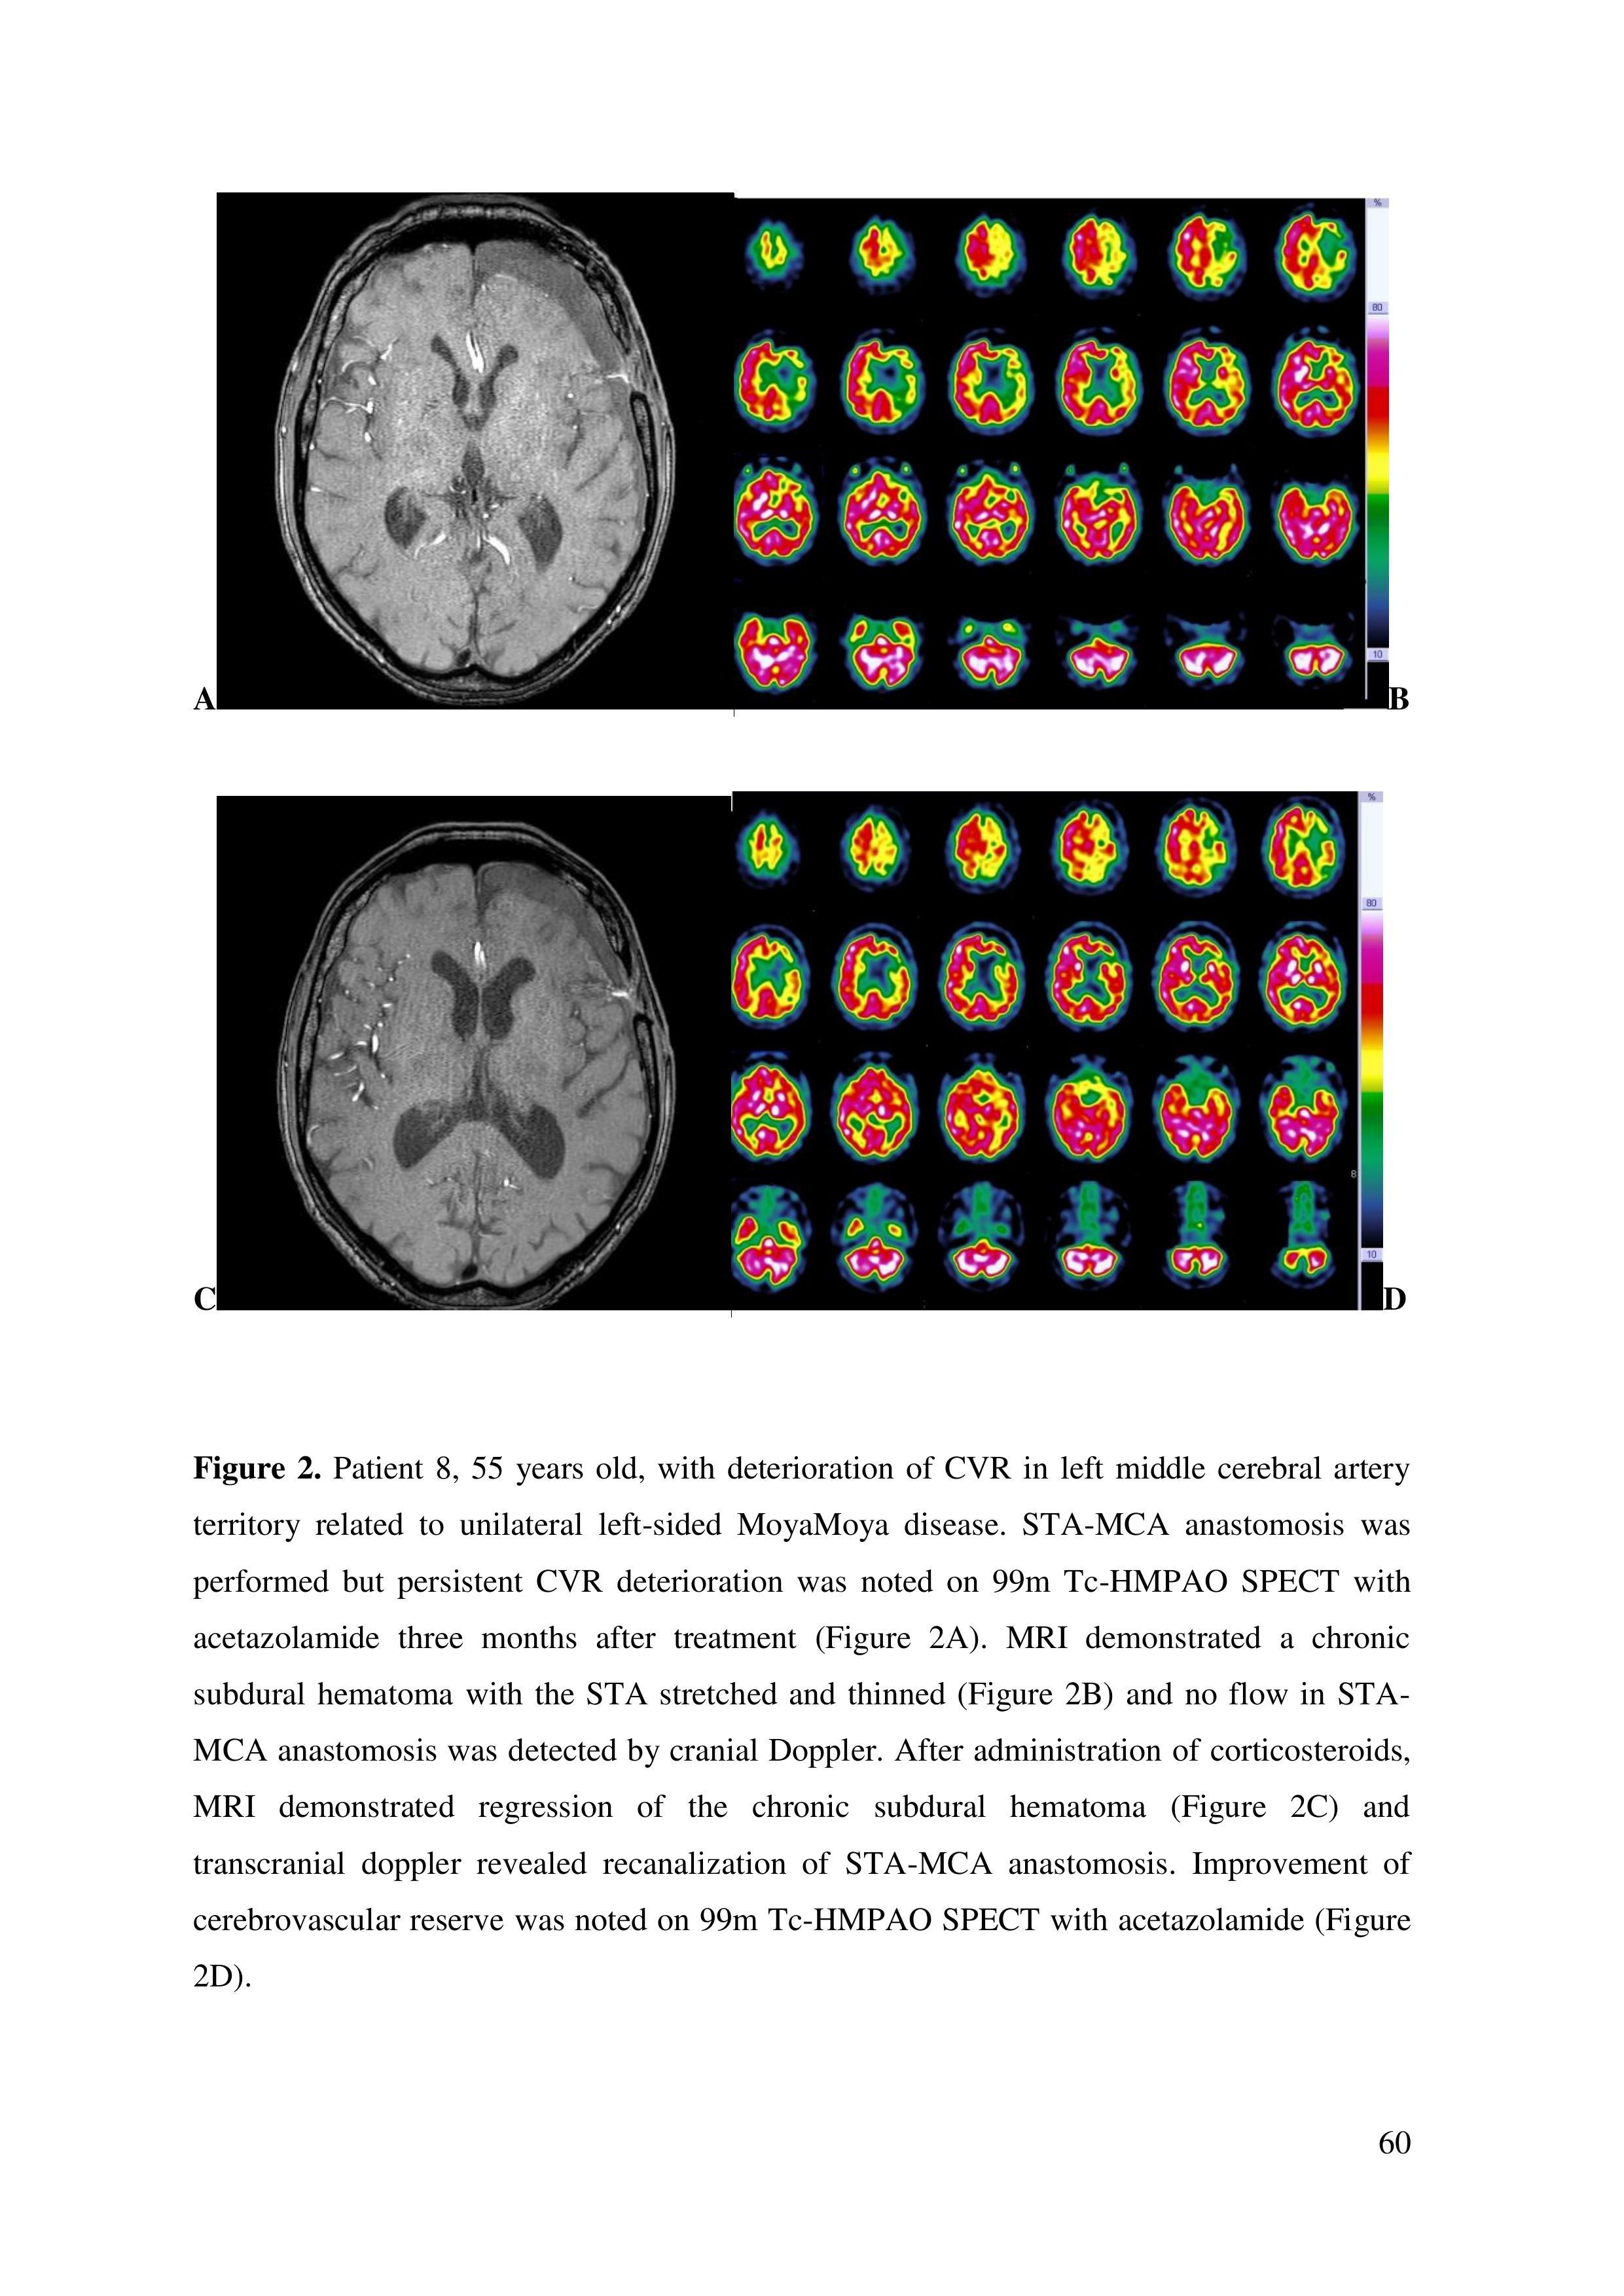 %
80
10
A
B
%
80
8
10
C
D
Figure 2. Patient 8, 55 years old, with deterioration of CVR in left middle cerebral artery
territory related to unilateral left-sided MoyaMoya disease. STA-MCA anastomosis was
performed but persistent CVR deterioration was noted on 99m Tc-HMPAO SPECT with
acetazolamide three months after treatment (Figure 2A). MRI demonstrated a chronic
subdural hematoma with the STA stretched and thinned (Figure 2B) and no flow in STA-
MCA anastomosis was detected by cranial Doppler. After administration of corticosteroids,
MRI demonstrated regression of the chronic subdural hematoma (Figure 2C) and
transcranial doppler revealed recanalization of STA-MCA anastomosis. Improvement of
cerebrovascular reserve was noted on 99m Tc-HMPAO SPECT with acetazolamide (Figure
2D).
60